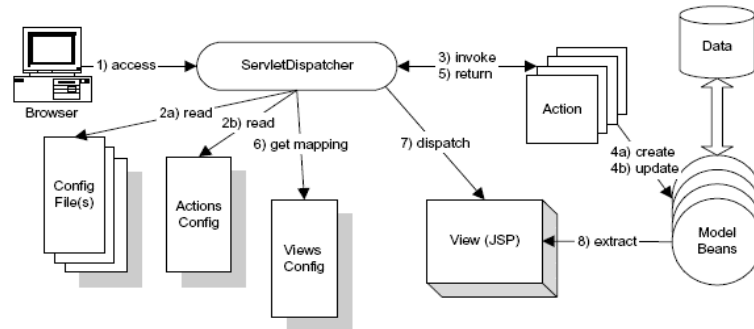 1) access
Browser
ServletDispatcher
3) invoke
5) return
Action
Data
2a) read
2b) read
6) get mapping
7) dispatch
4a) create
4b) update
Config
File(s)
Actions
Config
Views
Config
View (JSP)
8) extract
Model
Beans